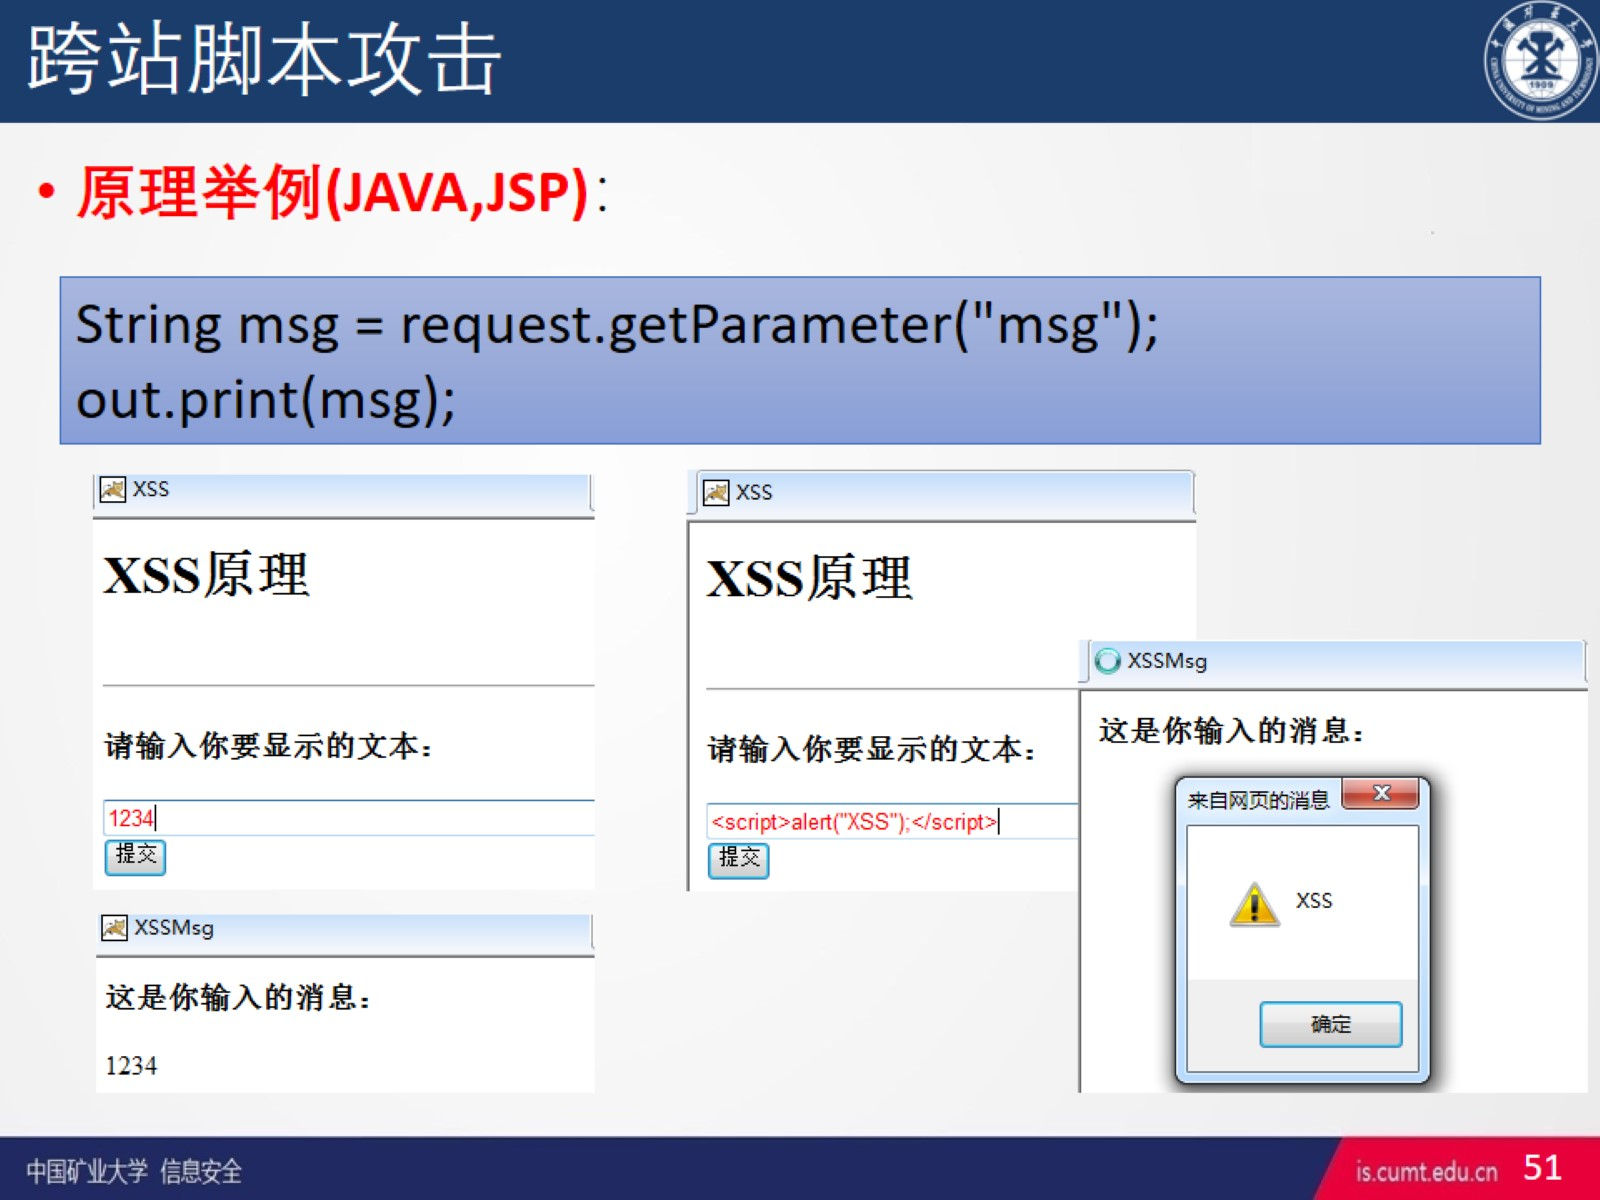 跨站脚本攻击
• 原理举例(JAVA,JSP)：
String msg = request.getParameter("msg");
out.print(msg);
XSS
XSS原理
请输入你要显示的文本：
1234
提交
XSSMsg
这是你输入的消息：
1234
XSS
XSS原理
请输入你要显示的文本：
<script>alert("XSS");</script>
提交
XSSMsg
这是你输入的消息：
来自网页的消息
XSS
确定
中国矿业大学 信息安全
is.cumt.edu.cn 51
1909